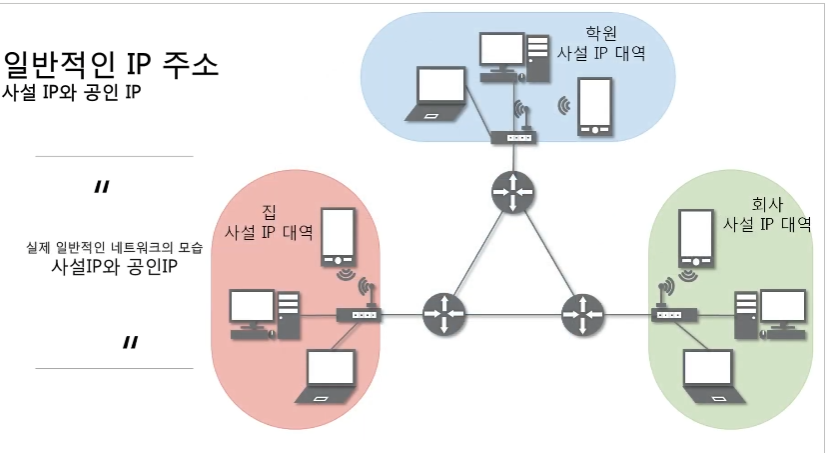 일반적인 IP 주소
사설 IP와 공인 IP
〃
실제 일반적인 네트워크의 모습
사설IP와 공인IP
〃
학원
사설 IP 대역
집
사설 IP 대역
회사
사설 IP 대역